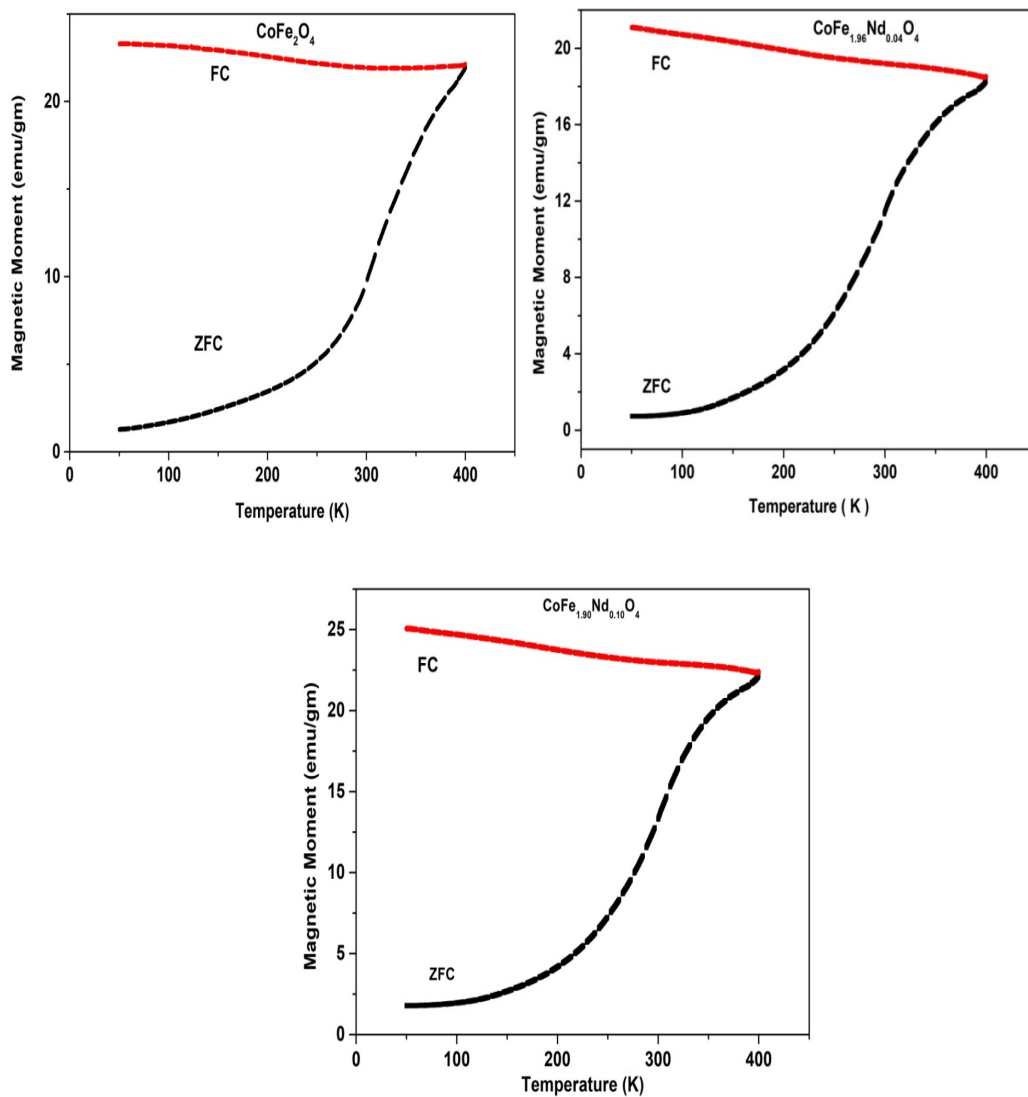 CoFe₂O₄
FC
ZFC
Magnetic Moment (emu/gm)
20
10
0
0 100 200 300 400
Temperature (K)
CoFe₁.₉₆Nd₀.₀₄O₄
FC
ZFC
Magnetic Moment (emu/gm)
20
16
12
8
4
0
0 100 200 300 400
Temperature ( K )
CoFe₁.₉₀Nd₀.₁₀O₄
FC
ZFC
Magnetic Moment (emu/gm)
25
20
15
10
5
0
0 100 200 300 400
Temperature (K)